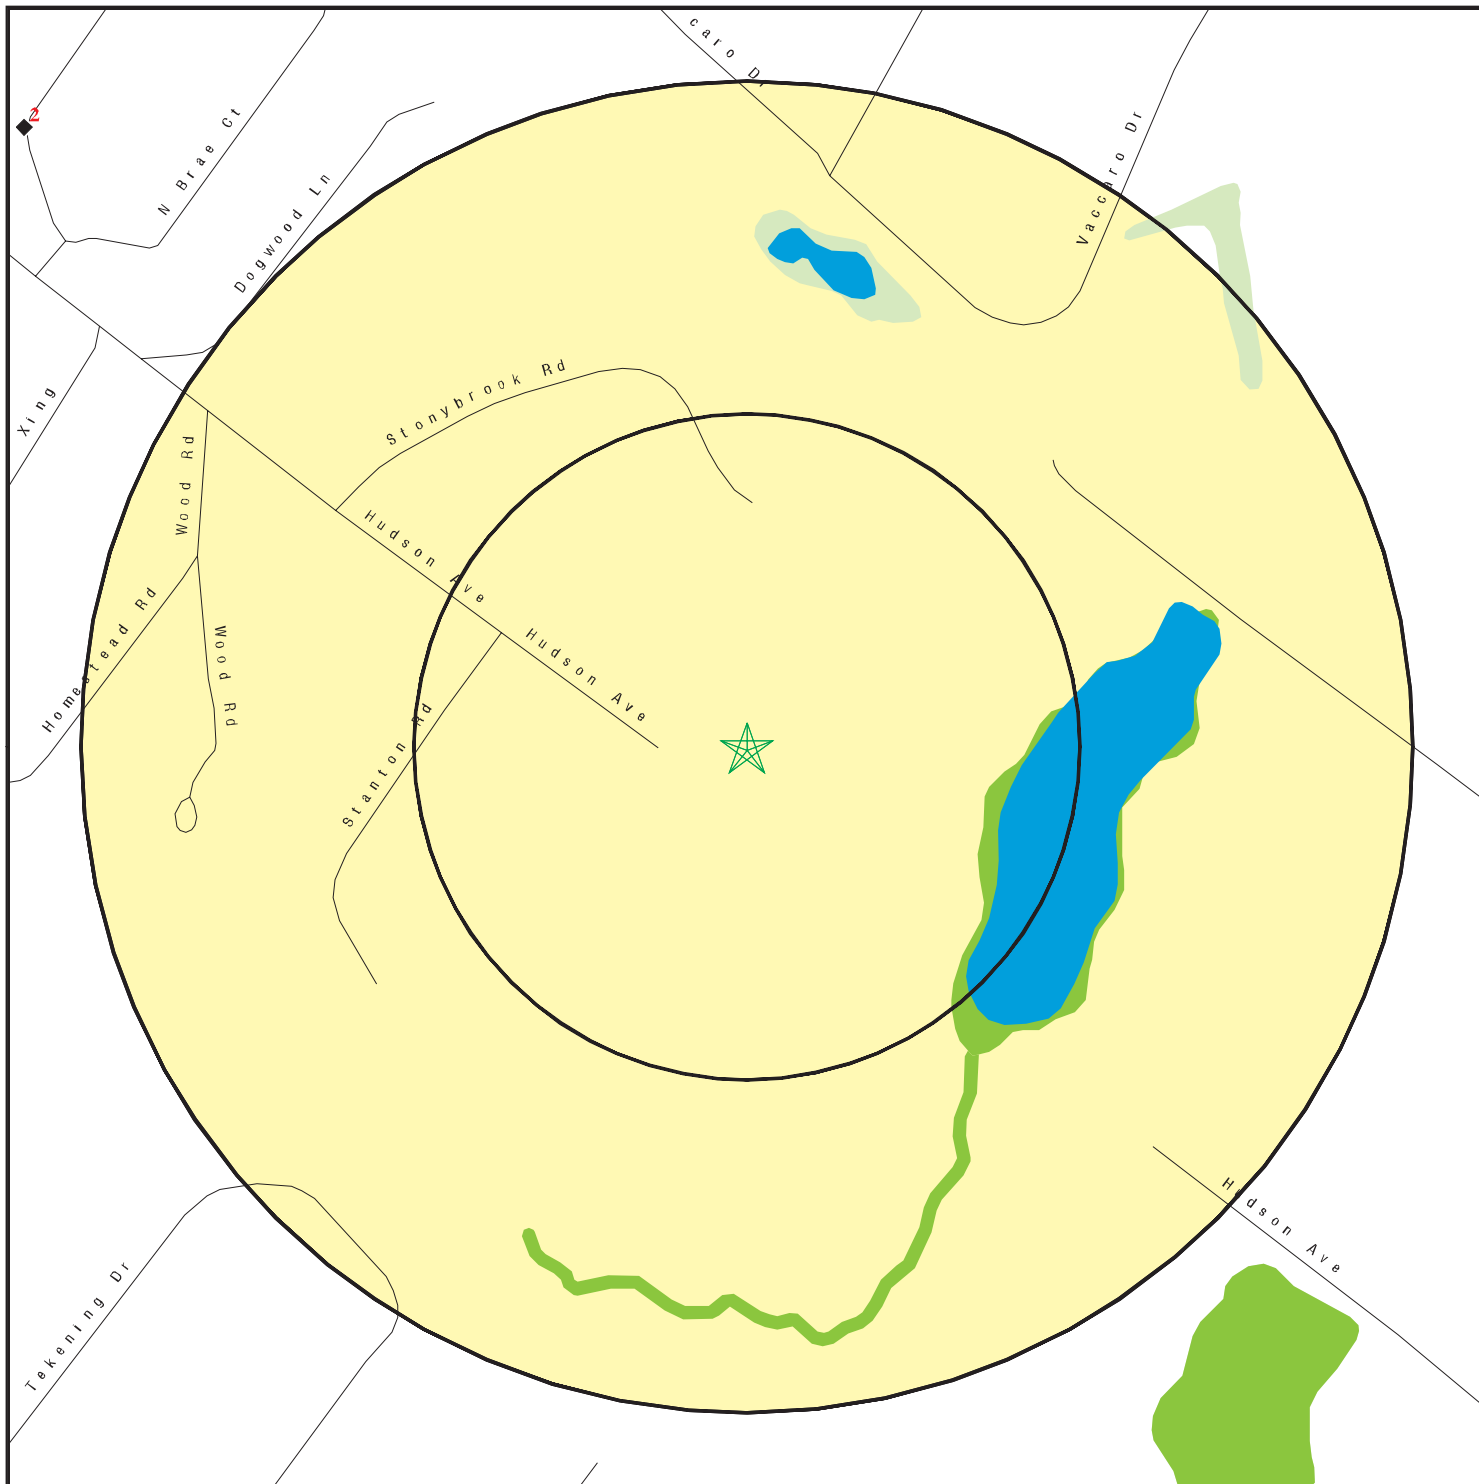 caro Dr
2
N Brae Ct
Vaccaro Dr
Dogwood Ln
Xing
Stonybrook Rd
Wood Rd
Hudson Ave
Homestead Rd
Wood Rd
Hudson Ave
Stanton Rd
Hudson Ave
Tekening Dr